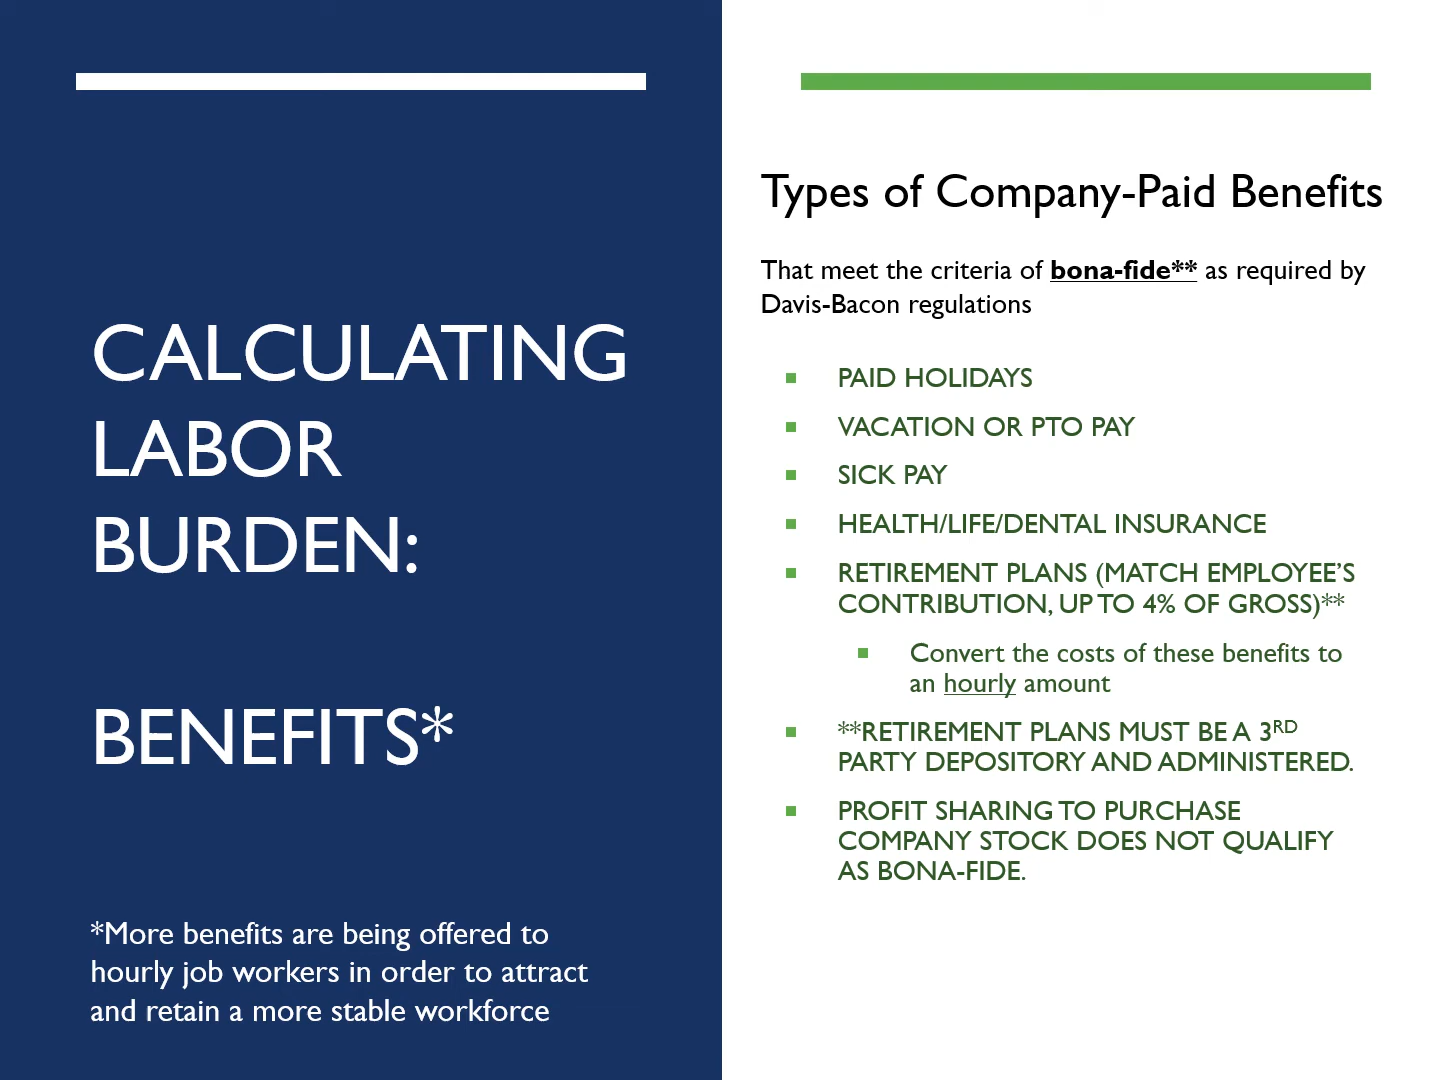 CALCULATING
LABOR
BURDEN:
BENEFITS*
*More benefits are being offered to
hourly job workers in order to attract
and retain a more stable workforce
Types of Company-Paid Benefits
That meet the criteria of bona-fide** as required by
Davis-Bacon regulations
PAID HOLIDAYS
VACATION OR PTO PAY
SICK PAY
HEALTH/LIFE/DENTAL INSURANCE
RETIREMENT PLANS (MATCH EMPLOYEE’S
CONTRIBUTION, UP TO 4% OF GROSS)**
Convert the costs of these benefits to
an hourly amount
**RETIREMENT PLANS MUST BE A 3RD
PARTY DEPOSITORY AND ADMINISTERED.
PROFIT SHARING TO PURCHASE
COMPANY STOCK DOES NOT QUALIFY
AS BONA-FIDE.